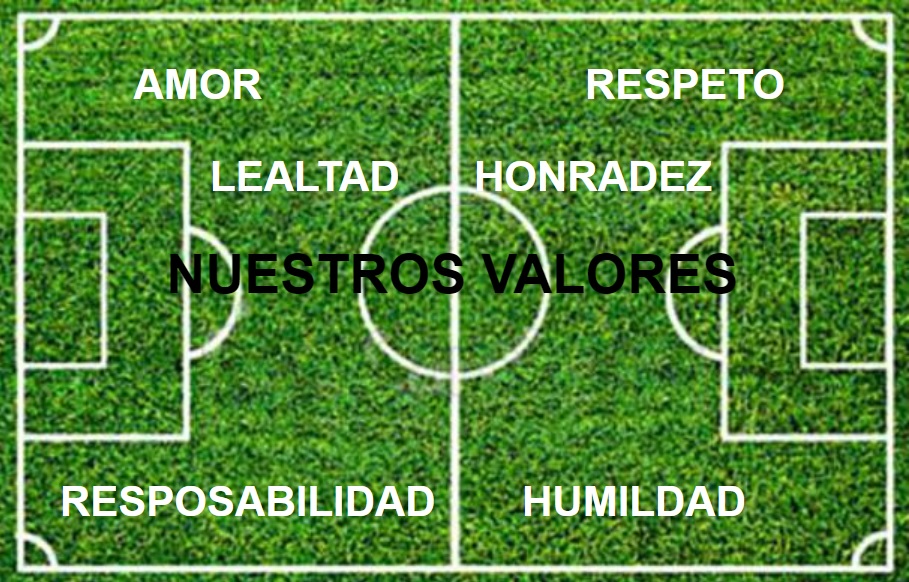 AMOR
RESPETO
LEALTAD
HONRADEZ
NUESTROS VALORES
RESPOSABILIDAD
HUMILDAD